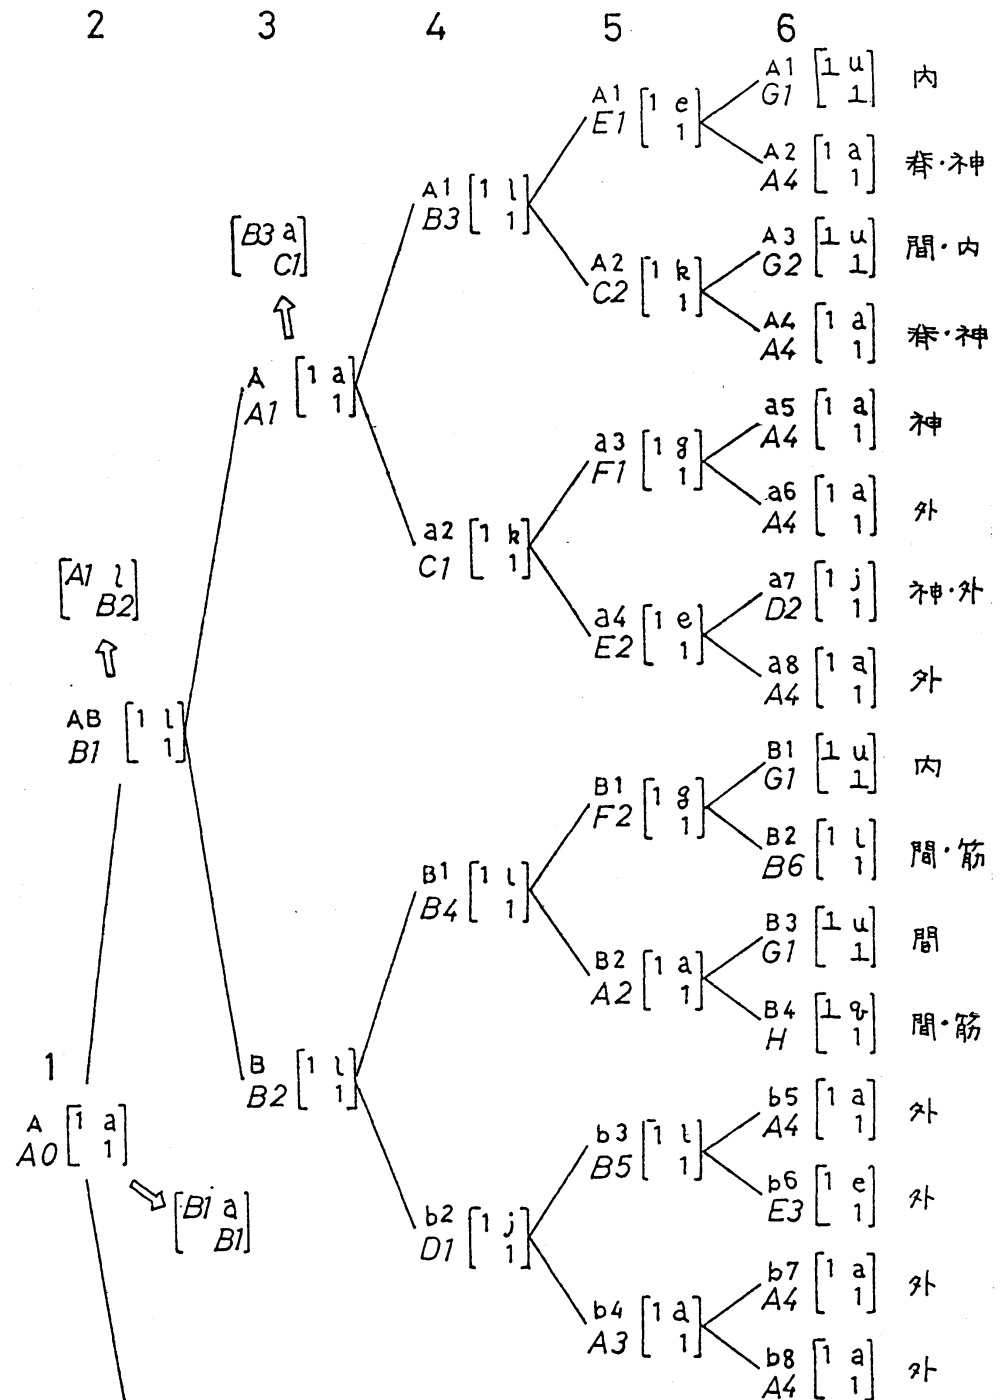 2 3 4 5 6
A1 [1 u
G1 1] 内
A1 [1 e
E1 1]
A2 [1 a
A4 1] 脊・神
A1 [1 l
B3 1]
A3 [1 u
G2 1] 間・内
A2 [1 k
C2 1]
A4 [1 a
A4 1] 脊・神
[B3 a
C1]
A [1 a
A1 1]
a5 [1 a
A4 1] 神
a3 [1 g
F1 1]
a6 [1 a
A4 1] 外
a2 [1 k
C1 1]
a7 [1 j
D2 1] 神・外
a4 [1 e
E2 1]
a8 [1 a
A4 1] 外
[A1 l
B2]
AB [1 l
B1 1]
B1 [1 u
G1 1] 内
B1 [1 g
F2 1]
B2 [1 l
B6 1] 間・筋
B1 [1 l
B4 1]
B3 [1 u
G1 1] 間
B2 [1 a
A2 1]
B4 [1 q
H 1] 間・筋
B [1 l
B2 1]
b5 [1 a
A4 1] 外
b3 [1 l
B5 1]
b6 [1 e
E3 1] 外
b2 [1 j
D1 1]
b7 [1 a
A4 1] 外
b4 [1 a
A3 1]
b8 [1 a
A4 1] 外
1
A [1 a
A0 1]
[B1 a
B1]